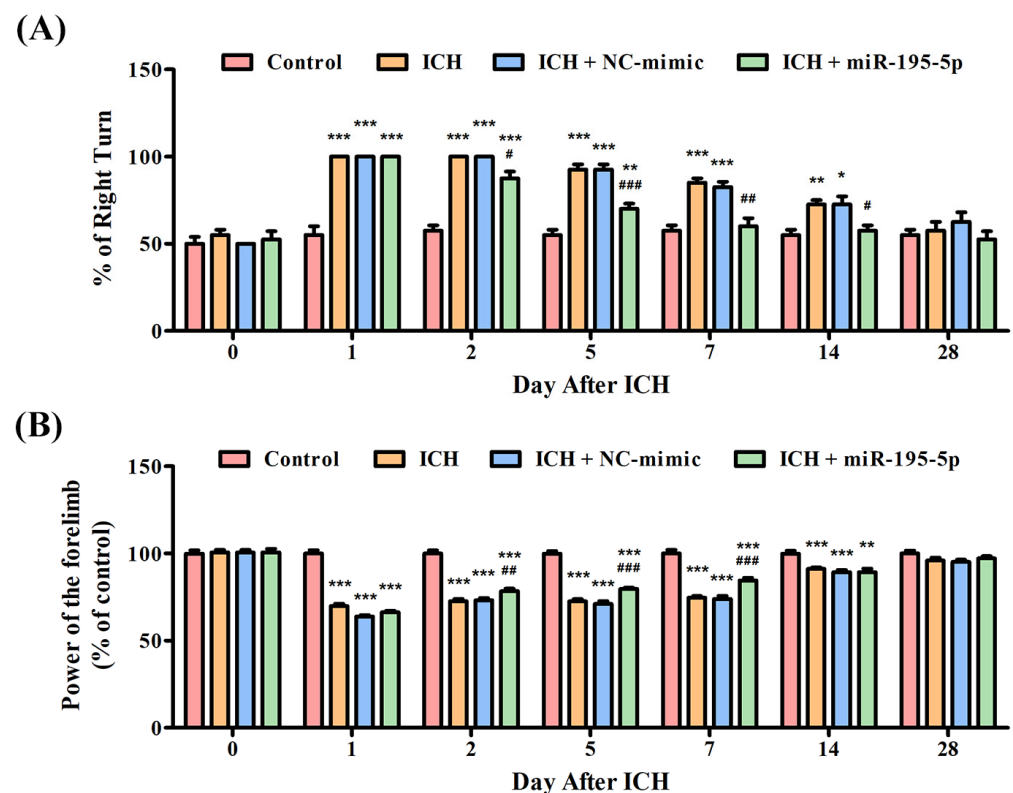 (A)
Control ICH ICH + NC-mimic ICH + miR-195-5p
150
100
50
0
% of Right Turn
*** *** ***
*** *** *** #
*** *** ** ###
*** *** ##
** * #
0 1 2 5 7 14 28
Day After ICH
(B)
Control ICH ICH + NC-mimic ICH + miR-195-5p
150
100
50
0
Power of the forelimb
(% of control)
*** *** ***
*** *** *** ##
*** *** *** ###
*** *** *** ###
*** *** **
0 1 2 5 7 14 28
Day After ICH